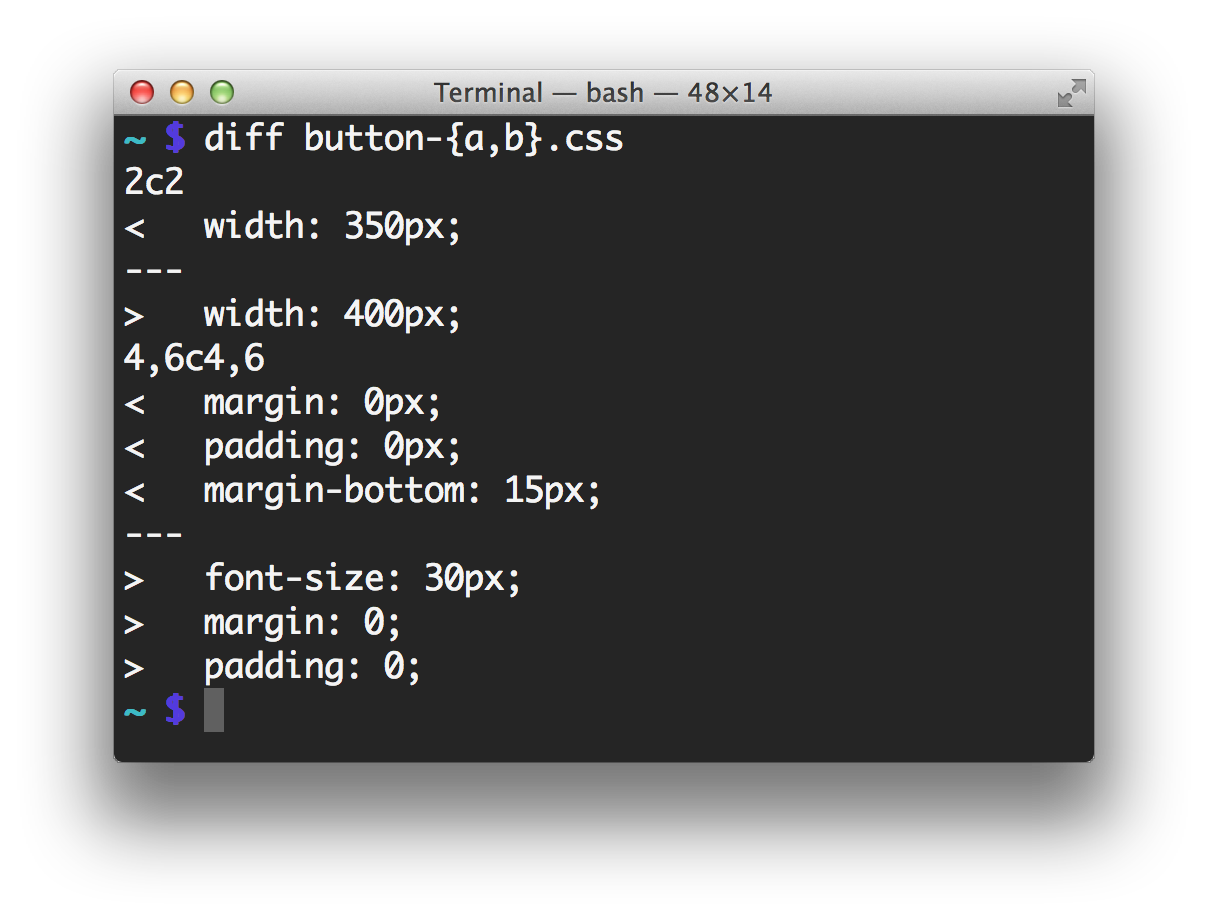 Terminal — bash — 48×14
~ $ diff button-{a,b}.css
2c2
<   width: 350px;
---
>   width: 400px;
4,6c4,6
<   margin: 0px;
<   padding: 0px;
<   margin-bottom: 15px;
---
>   font-size: 30px;
>   margin: 0;
>   padding: 0;
~ $